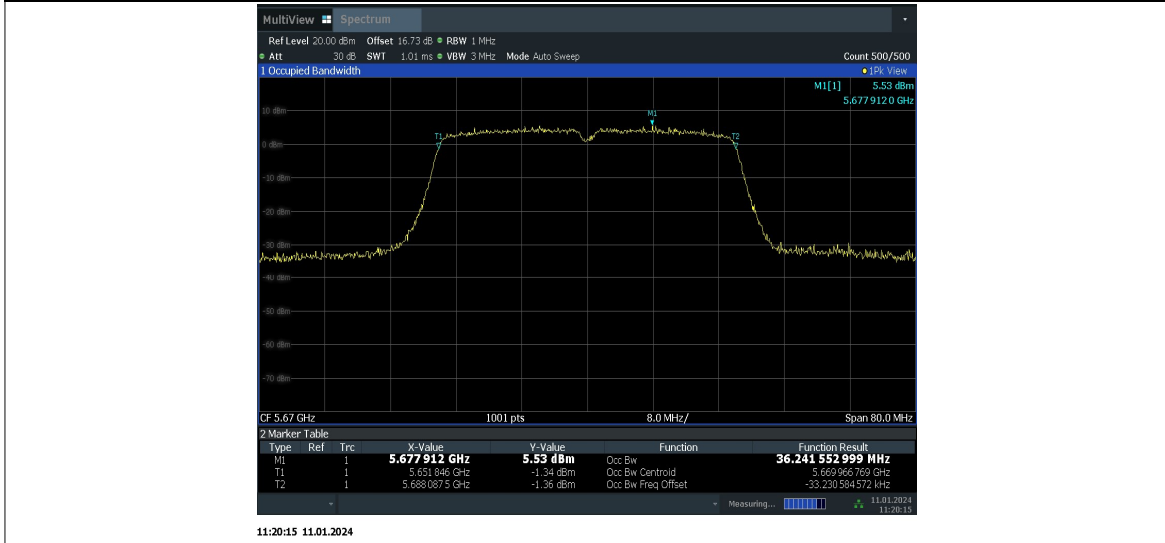 MultiView Spectrum
Ref Level 20.00 dBm Offset 16.73 dB RBW 1 MHz
Att 30 dB SWT 1.01 ms VBW 3 MHz Mode Auto Sweep Count 500/500
1 Occupied Bandwidth 1Pk View
M1[1] 5.53 dBm
5.677 912 0 GHz
10 dBm
M1
T1 T2
0 dBm
-10 dBm
-20 dBm
-30 dBm
-40 dBm
-50 dBm
-60 dBm
-70 dBm
CF 5.67 GHz 1001 pts 8.0 MHz/ Span 80.0 MHz
2 Marker Table
Type Ref Trc X-Value Y-Value Function Function Result
M1 1 5.677 912 GHz 5.53 dBm Occ Bw 36.241 552 999 MHz
T1 1 5.651 846 GHz -1.34 dBm Occ Bw Centroid 5.669 966 769 GHz
T2 1 5.688 087 5 GHz -1.36 dBm Occ Bw Freq Offset -33.230 584 572 kHz
Measuring... 11.01.2024
11:20:15
11:20:15 11.01.2024